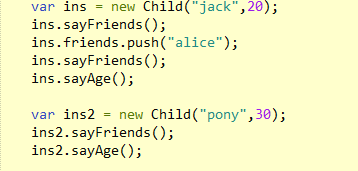 var ins = new Child("jack",20);
ins.sayFriends();
ins.friends.push("alice");
ins.sayFriends();
ins.sayAge();

var ins2 = new Child("pony",30);
ins2.sayFriends();
ins2.sayAge();